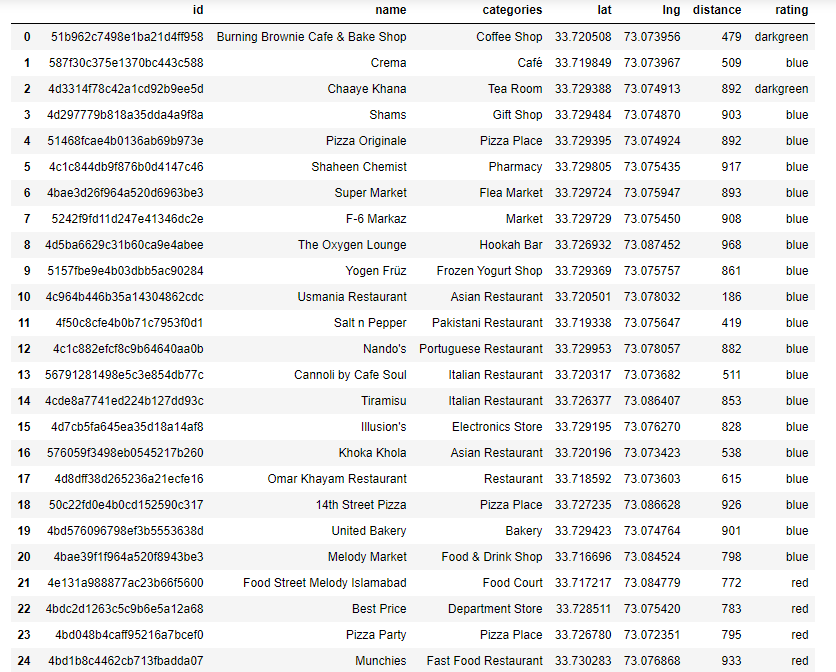 id name categories lat lng distance rating
0 51b962c7498e1ba21d4ff958 Burning Brownie Cafe & Bake Shop Coffee Shop 33.720508 73.073956 479 darkgreen
1 587f30c375e1370bc443c588 Crema Café 33.719849 73.073967 509 blue
2 4d3314f78c42a1cd92b9ee5d Chaaye Khana Tea Room 33.729388 73.074913 892 darkgreen
3 4d297779b818a35dda4a9f8a Shams Gift Shop 33.729484 73.074870 903 blue
4 51468fcae4b0136ab69b973e Pizza Originale Pizza Place 33.729395 73.074924 892 blue
5 4c1c844db9f876b0d4147c46 Shaheen Chemist Pharmacy 33.729805 73.075435 917 blue
6 4bae3d26f964a520d6963be3 Super Market Flea Market 33.729724 73.075947 893 blue
7 5242f9fd11d247e41346dc2e F-6 Markaz Market 33.729729 73.075450 908 blue
8 4d5ba6629c31b60ca9e4abee The Oxygen Lounge Hookah Bar 33.726932 73.087452 968 blue
9 5157fbe9e4b03dbb5ac90284 Yogen Früz Frozen Yogurt Shop 33.729369 73.075757 861 blue
10 4c964b446b35a14304862cdc Usmania Restaurant Asian Restaurant 33.720501 73.078032 186 blue
11 4f50c8cfe4b0b71c7953f0d1 Salt n Pepper Pakistani Restaurant 33.719338 73.075647 419 blue
12 4c1c882efcf8c9b64640aa0b Nando's Portuguese Restaurant 33.729953 73.078057 882 blue
13 56791281498e5c3e854db77c Cannoli by Cafe Soul Italian Restaurant 33.720317 73.073682 511 blue
14 4cde8a7741ed224b127dd93c Tiramisu Italian Restaurant 33.726377 73.086407 853 blue
15 4d7cb5fa645ea35d18a14af8 Illusion's Electronics Store 33.729195 73.076270 828 blue
16 576059f3498eb0545217b260 Khoka Khola Asian Restaurant 33.720196 73.073423 538 blue
17 4d8dff38d265236a21ecfe16 Omar Khayam Restaurant Restaurant 33.718592 73.073603 615 blue
18 50c22fd0e4b0cd152590c317 14th Street Pizza Pizza Place 33.727235 73.086628 926 blue
19 4bd576096798ef3b5553638d United Bakery Bakery 33.729423 73.074764 901 blue
20 4bae39f1f964a520f8943be3 Melody Market Food & Drink Shop 33.716696 73.084524 798 blue
21 4e131a988877ac23b66f5600 Food Street Melody Islamabad Food Court 33.717217 73.084779 772 red
22 4bdc2d1263c5c9b6e5a12a68 Best Price Department Store 33.728511 73.075420 783 red
23 4bd048b4caff95216a7bcef0 Pizza Party Pizza Place 33.726780 73.072351 795 red
24 4bd1b8c4462cb713fbadda07 Munchies Fast Food Restaurant 33.730283 73.076868 933 red